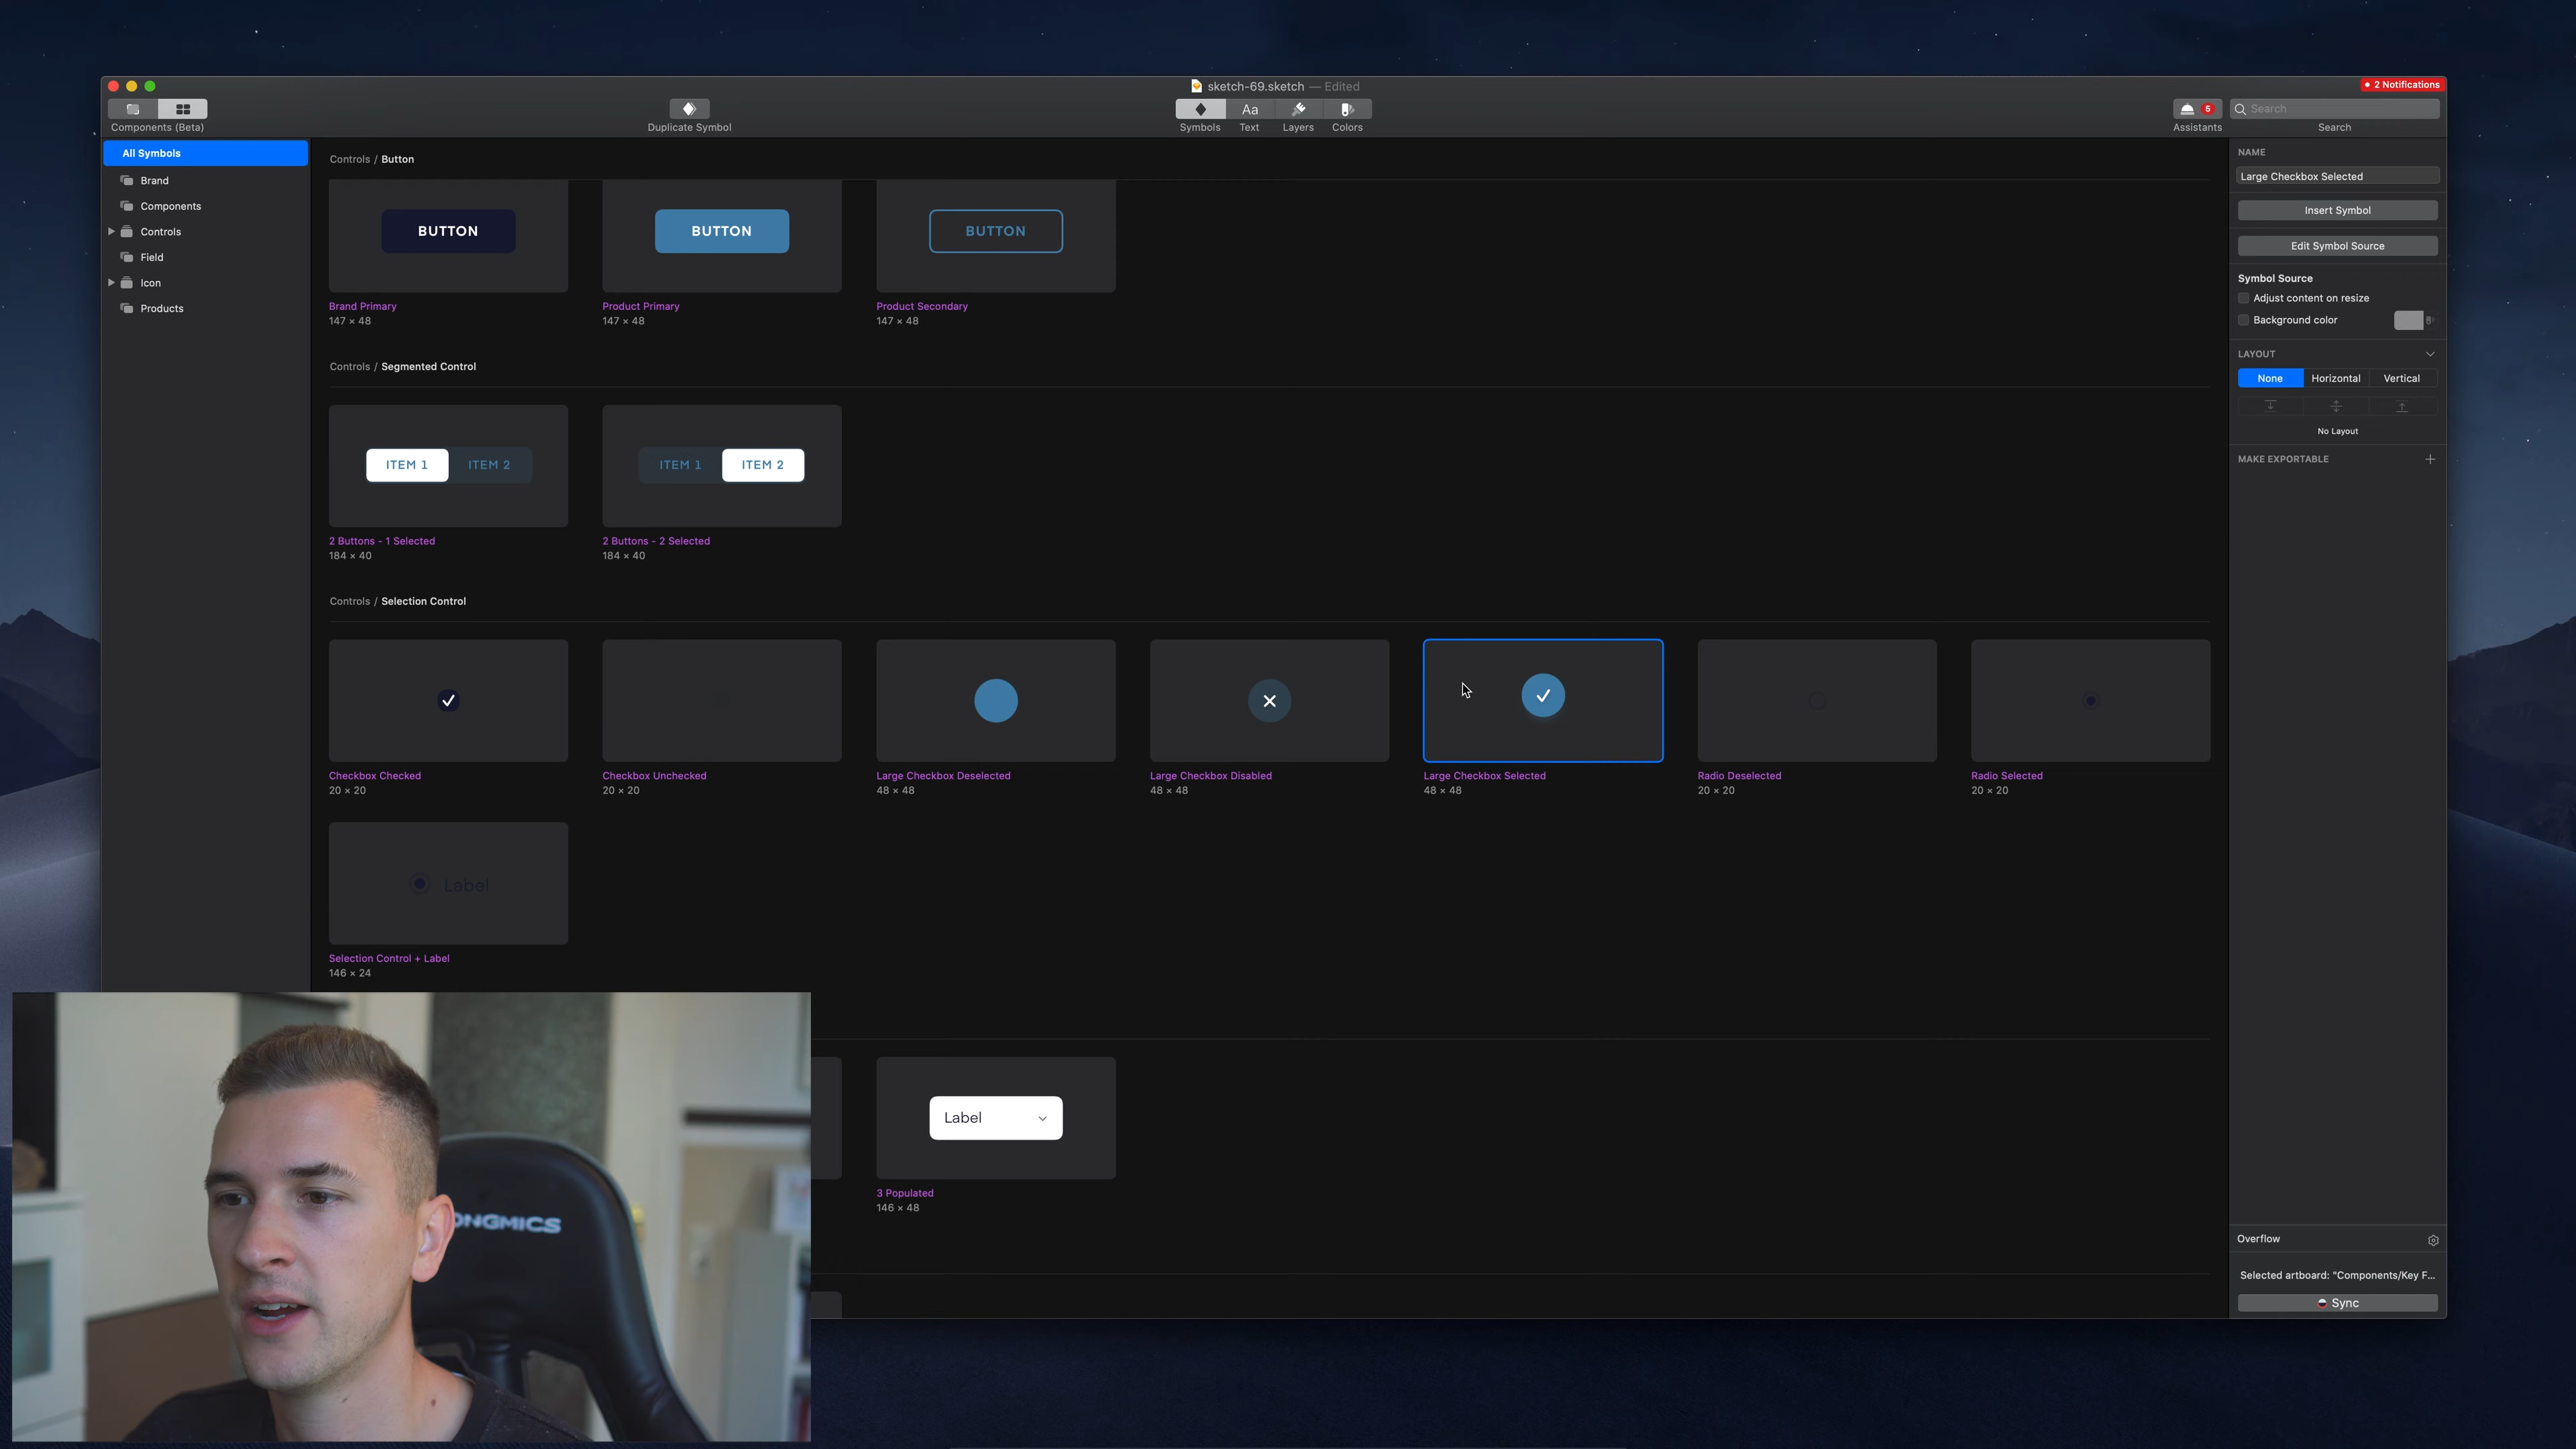 sketch-69.sketch — Edited
2 Notifications
Components (Beta)
Duplicate Symbol
Aa
Symbols
Text
Layers
Colors
5
Assistants
Search
Search
All Symbols
Brand
Components
Controls
Field
Icon
Products
Controls / Button
BUTTON
BUTTON
BUTTON
Brand Primary
147 × 48
Product Primary
147 × 48
Product Secondary
147 × 48
Controls / Segmented Control
ITEM 1
ITEM 2
ITEM 1
ITEM 2
2 Buttons - 1 Selected
184 × 40
2 Buttons - 2 Selected
184 × 40
Controls / Selection Control
Checkbox Checked
20 × 20
Checkbox Unchecked
20 × 20
Large Checkbox Deselected
48 × 48
Large Checkbox Disabled
48 × 48
Large Checkbox Selected
48 × 48
Radio Deselected
20 × 20
Radio Selected
20 × 20
Label
Selection Control + Label
146 × 24
Label
3 Populated
146 × 48
NAME
Large Checkbox Selected
Insert Symbol
Edit Symbol Source
Symbol Source
Adjust content on resize
Background color
LAYOUT
None
Horizontal
Vertical
No Layout
MAKE EXPORTABLE
Overflow
Selected artboard: "Components/Key F...
Sync